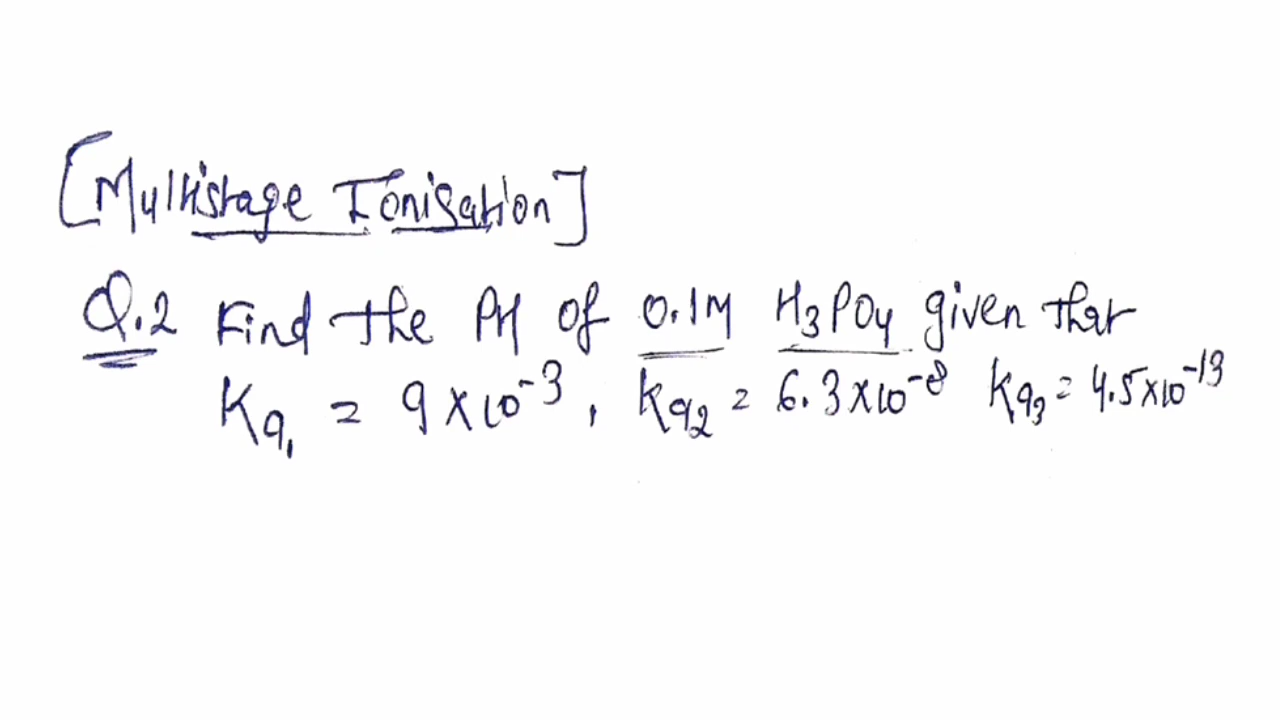 [Multistage Ionisation]
Q.2 Find the PH of 0.1M H₃PO₄ given that
Ka₁ = 9×10⁻³, Ka₂ = 6.3×10⁻⁸ Ka₃ = 4.5×10⁻¹³